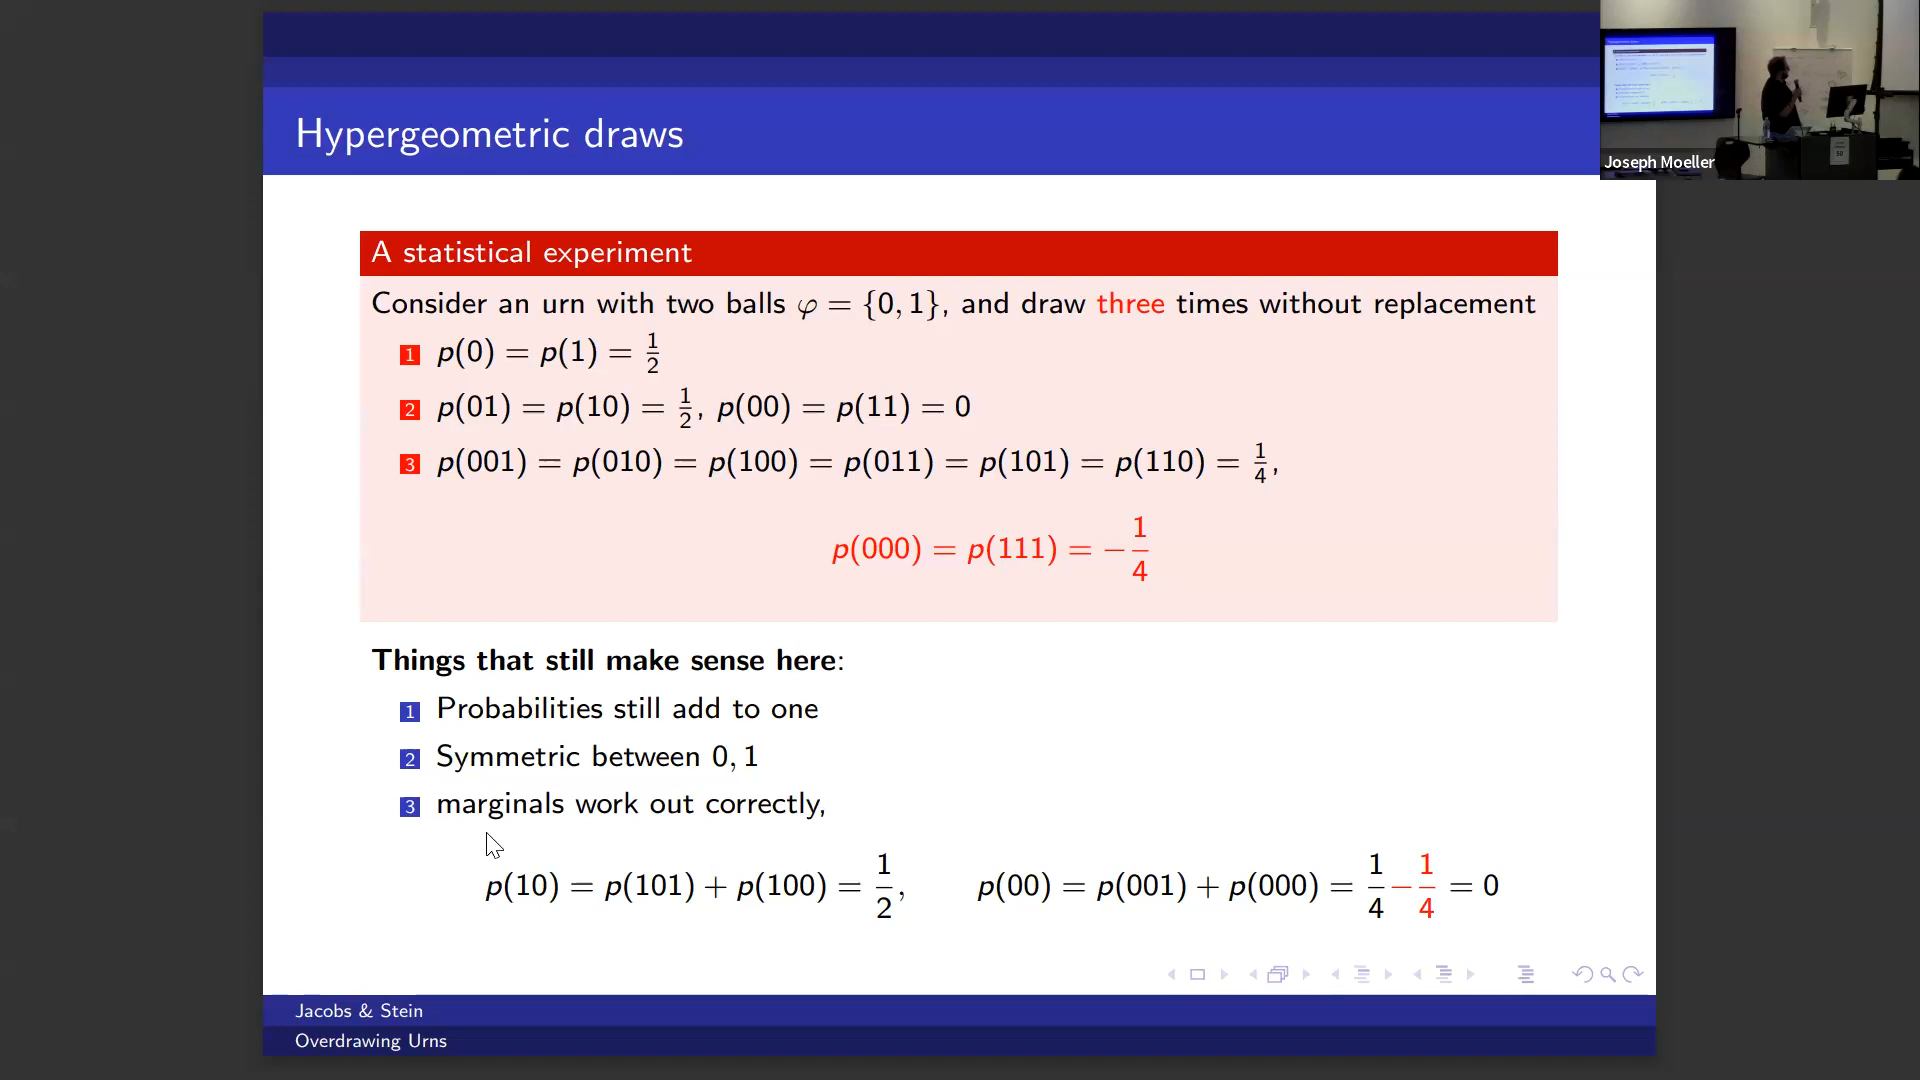 Hypergeometric draws
Joseph Moeller
A statistical experiment
Consider an urn with two balls φ = {0, 1}, and draw three times without replacement
1 p(0) = p(1) = 1/2
2 p(01) = p(10) = 1/2, p(00) = p(11) = 0
3 p(001) = p(010) = p(100) = p(011) = p(101) = p(110) = 1/4,
p(000) = p(111) = −1/4
Things that still make sense here:
1 Probabilities still add to one
2 Symmetric between 0, 1
3 marginals work out correctly,
p(10) = p(101) + p(100) = 1/2, p(00) = p(001) + p(000) = 1/4 − 1/4 = 0
Jacobs & Stein
Overdrawing Urns